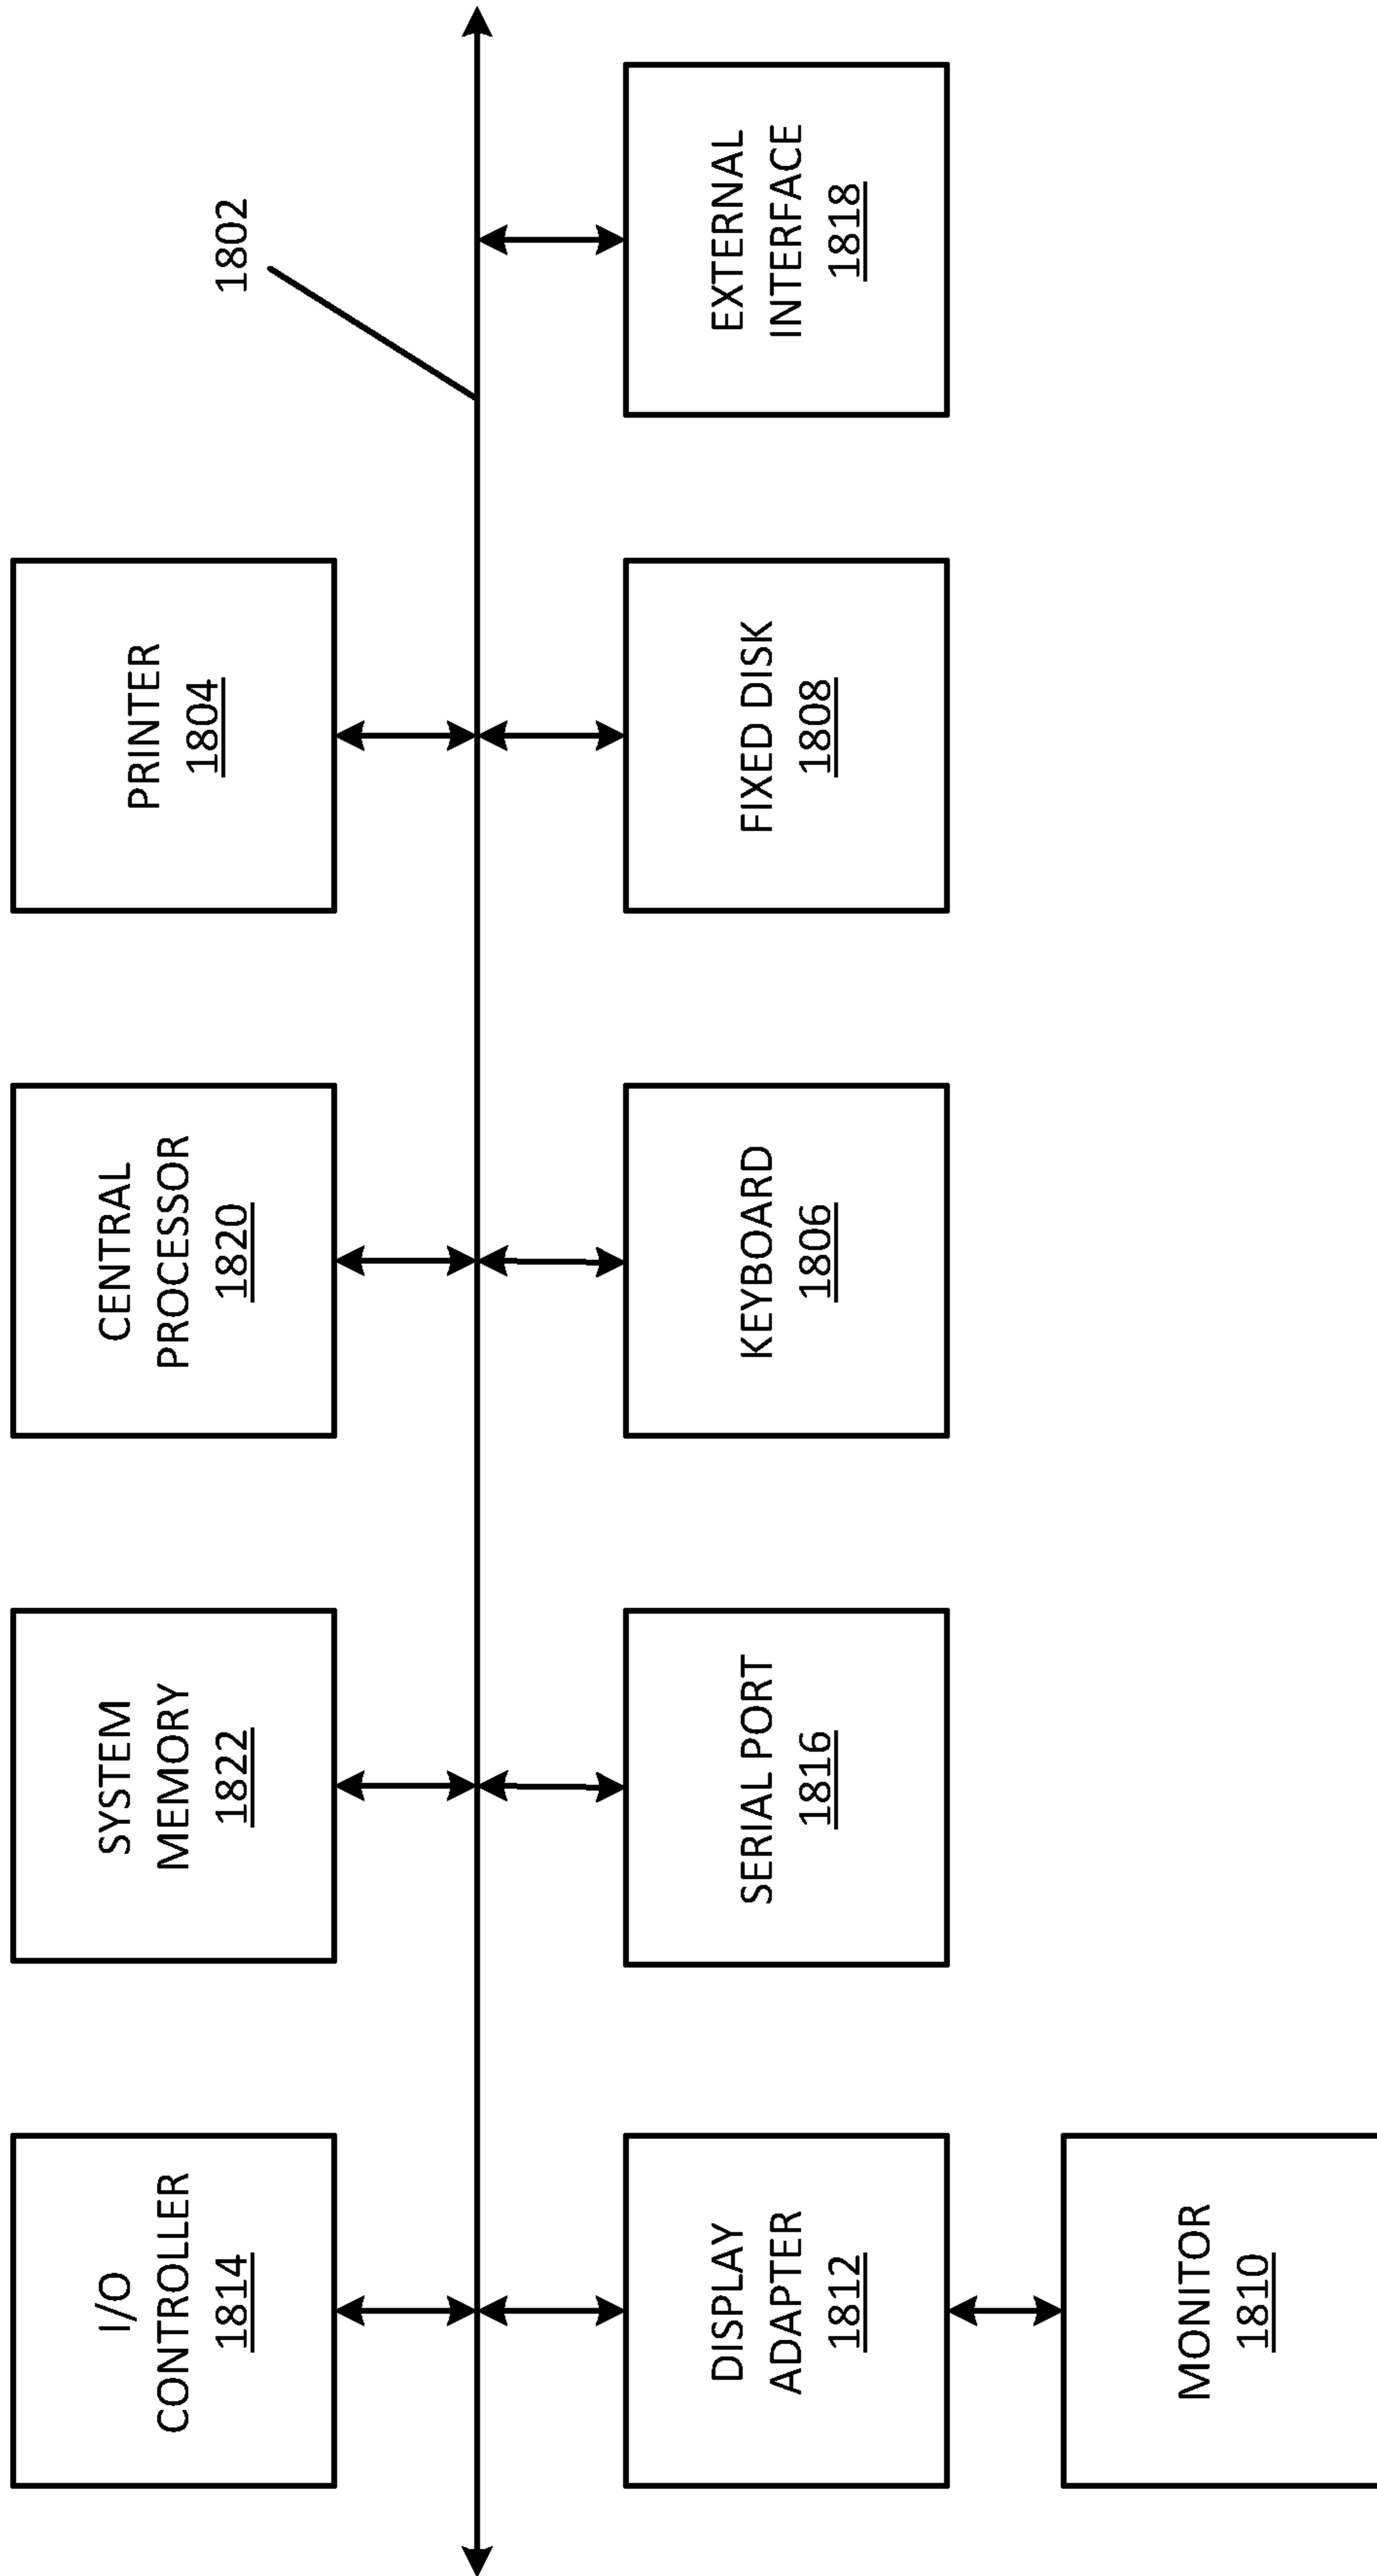 I/O
CONTROLLER
1814
SYSTEM
MEMORY
1822
CENTRAL
PROCESSOR
1820
PRINTER
1804
1802
DISPLAY
ADAPTER
1812
SERIAL PORT
1816
KEYBOARD
1806
FIXED DISK
1808
EXTERNAL
INTERFACE
1818
MONITOR
1810